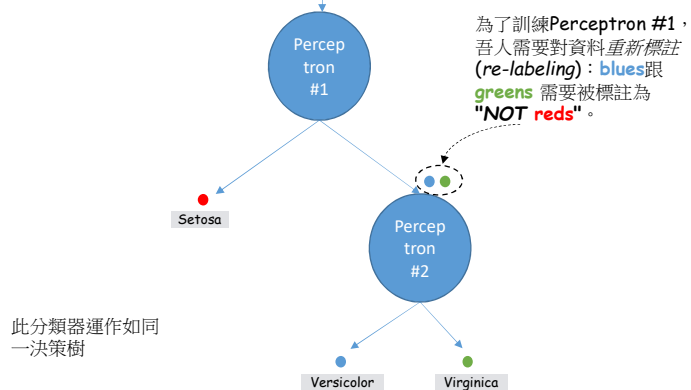 Percep
tron
#1
為了訓練Perceptron #1，
吾人需要對資料重新標註
(re-labeling)：blues跟
greens 需要被標註為
"NOT reds"。
Setosa
Percep
tron
#2
此分類器運作如同
一決策樹
Versicolor
Virginica